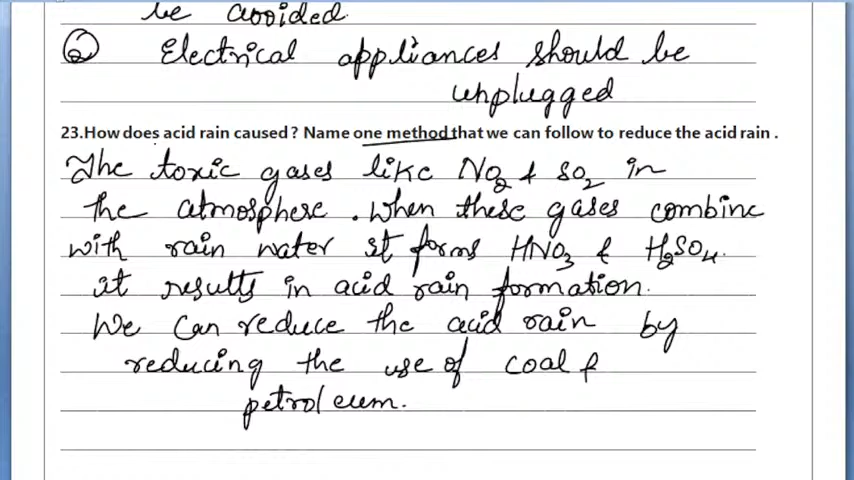 be avoided
② Electrical appliances should be
unplugged
23.How does acid rain caused ? Name one method that we can follow to reduce the acid rain .
The toxic gases like NO₂ & SO₂ in
the atmosphere . When these gases combine
with rain water it forms HNO₃ & H₂SO₄.
it results in acid rain formation.
We can reduce the acid rain by
reducing the use of coal &
petroleum.